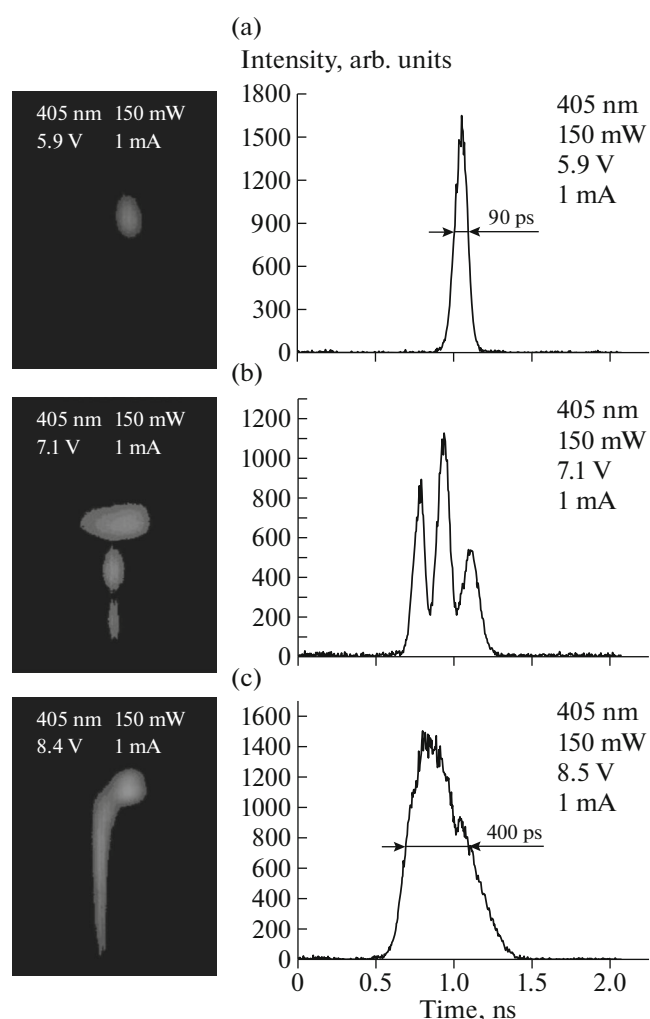 (a)
Intensity, arb. units
405 nm 150 mW
5.9 V 1 mA
1800
1500
1200
900
600
300
0
90 ps
405 nm
150 mW
5.9 V
1 mA
(b)
405 nm 150 mW
7.1 V 1 mA
1200
1000
800
600
400
200
0
405 nm
150 mW
7.1 V
1 mA
(c)
405 nm 150 mW
8.4 V 1 mA
1600
1400
1200
1000
800
600
400
200
0
400 ps
405 nm
150 mW
8.5 V
1 mA
0 0.5 1.0 1.5 2.0
Time, ns